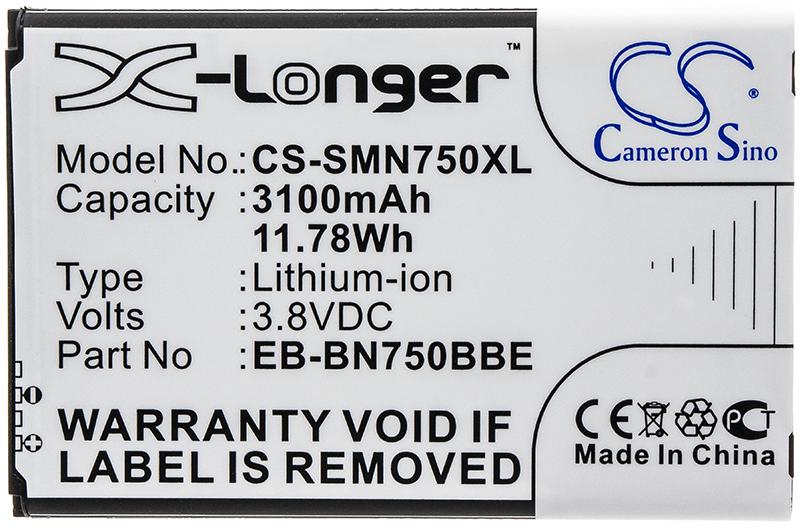 X-Longer™
CS®
Cameron Sino
Model No.: CS-SMN750XL
Capacity : 3100mAh
11.78Wh
Type : Lithium-ion
Volts : 3.8VDC
Part No : EB-BN750BBE
WARRANTY VOID IF
LABEL IS REMOVED
CE PCT
Made in China.